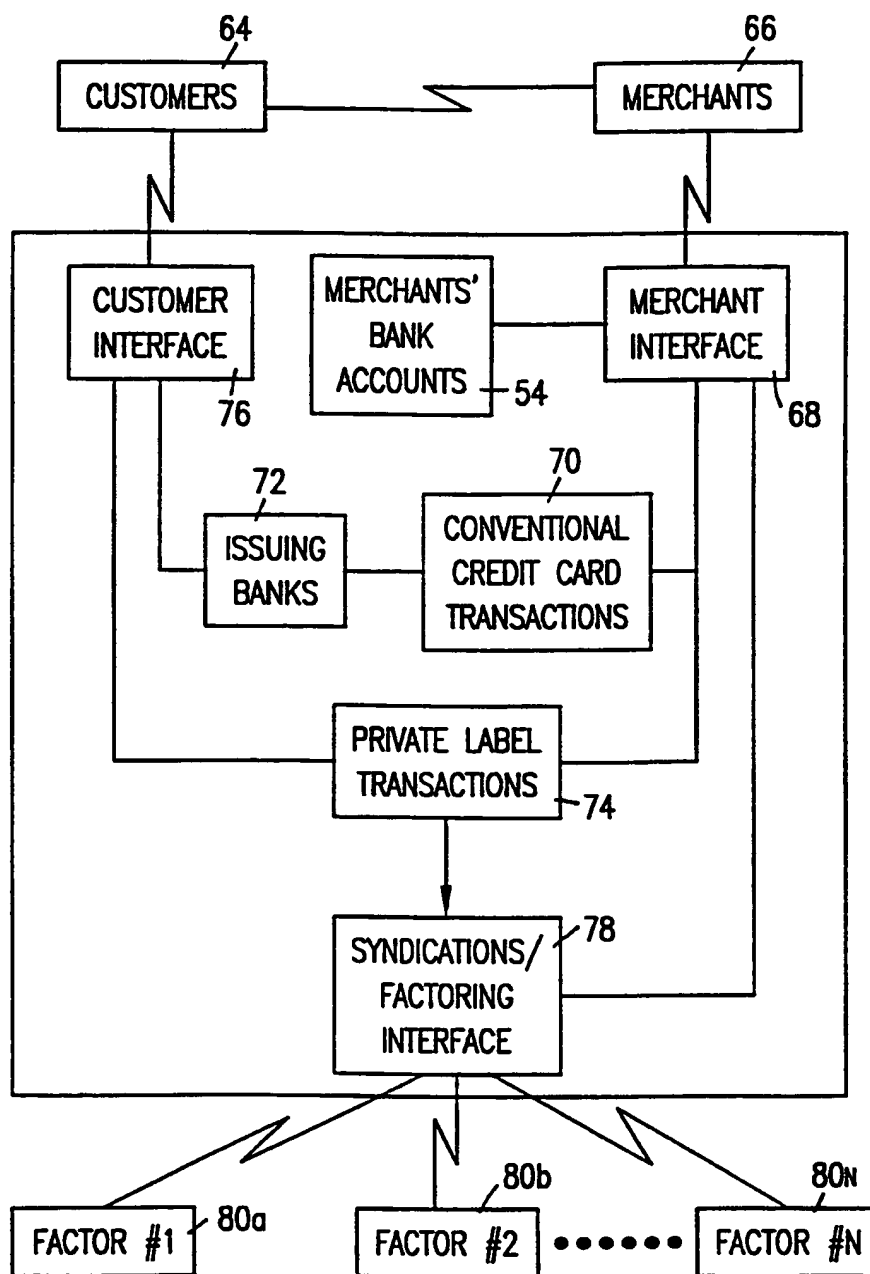 64
66
CUSTOMERS
MERCHANTS
CUSTOMER
INTERFACE
76
MERCHANTS'
BANK
ACCOUNTS
54
MERCHANT
INTERFACE
68
72
ISSUING
BANKS
70
CONVENTIONAL
CREDIT CARD
TRANSACTIONS
PRIVATE LABEL
TRANSACTIONS
74
SYNDICATIONS/
FACTORING
INTERFACE
78
FACTOR #1
80a
FACTOR #2
80b
FACTOR #N
80N